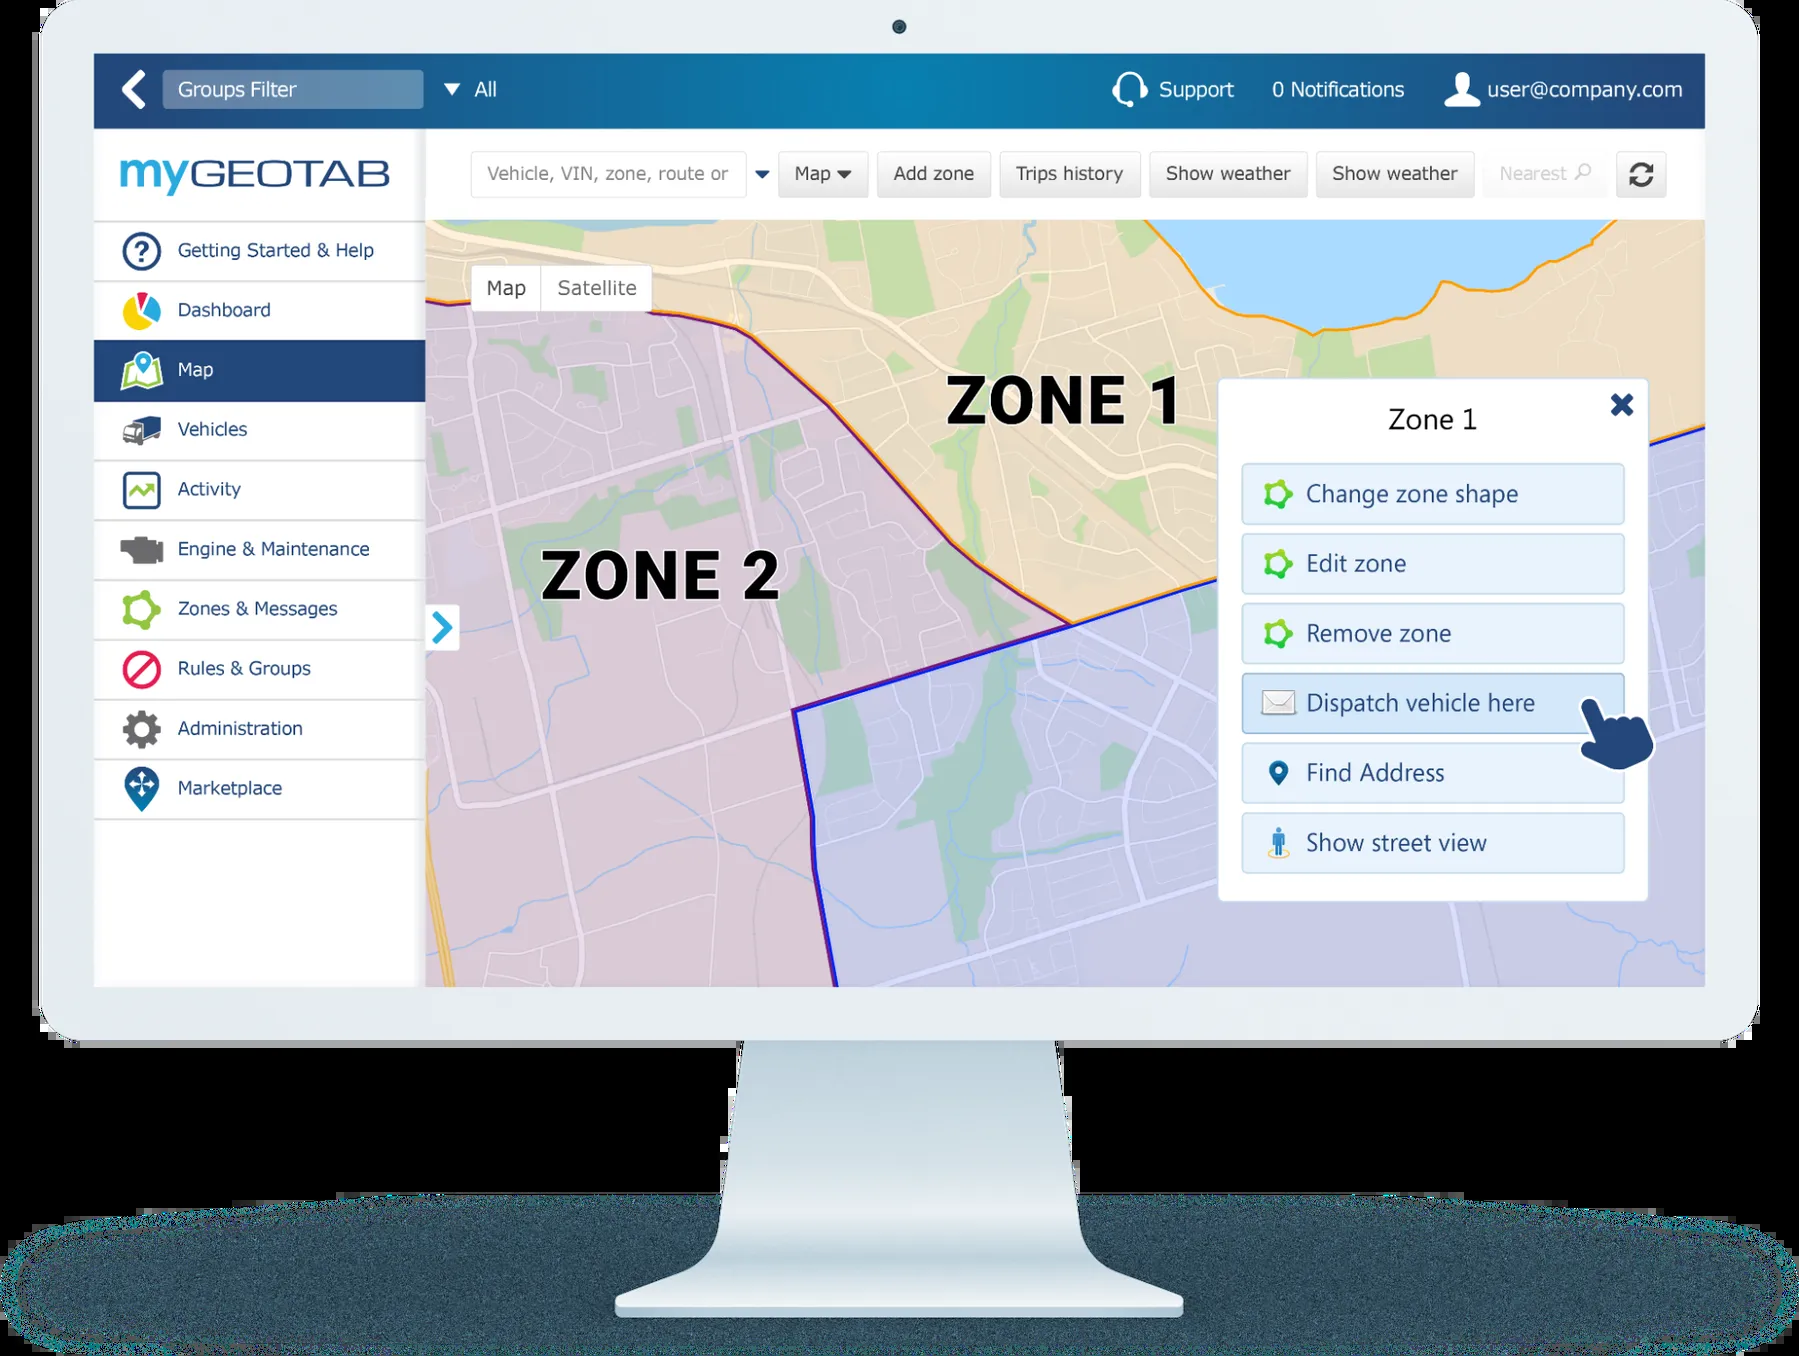 Groups Filter
All
Support
0 Notifications
user@company.com
myGEOTAB
Vehicle, VIN, zone, route or
Map
Add zone
Trips history
Show weather
Show weather
Nearest
Getting Started & Help
Dashboard
Map
Vehicles
Activity
Engine & Maintenance
Zones & Messages
Rules & Groups
Administration
Marketplace
Map
Satellite
ZONE 1
ZONE 2
Zone 1
Change zone shape
Edit zone
Remove zone
Dispatch vehicle here
Find Address
Show street view